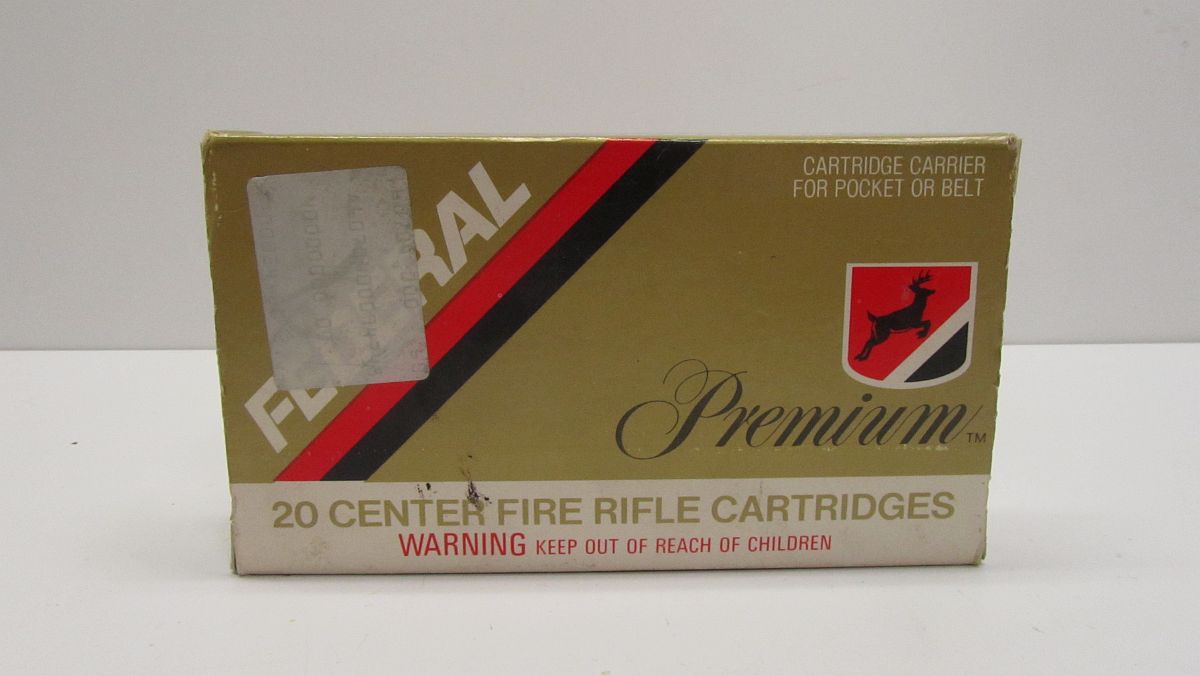 FEDERAL
CARTRIDGE CARRIER
FOR POCKET OR BELT
Premium™
20 CENTER FIRE RIFLE CARTRIDGES
WARNING KEEP OUT OF REACH OF CHILDREN